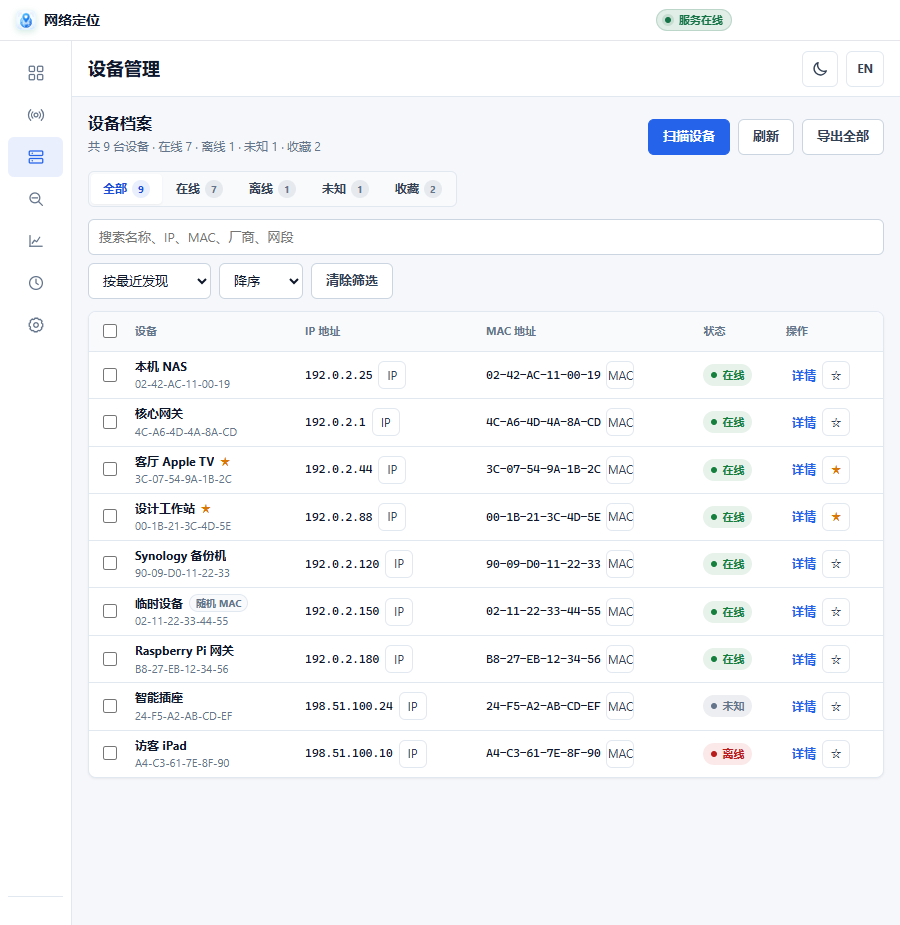 网络定位
服务在线
设备管理
EN
设备档案
共 9 台设备 · 在线 7 · 离线 1 · 未知 1 · 收藏 2
扫描设备 刷新 导出全部
全部 9 在线 7 离线 1 未知 1 收藏 2
搜索名称、IP、MAC、厂商、网段
按最近发现 降序 清除筛选
设备 IP 地址 MAC 地址 状态 操作
本机 NAS
02-42-AC-11-00-19
192.0.2.25 IP 02-42-AC-11-00-19 MAC 在线 详情 ☆
核心网关
4C-A6-4D-4A-8A-CD
192.0.2.1 IP 4C-A6-4D-4A-8A-CD MAC 在线 详情 ☆
客厅 Apple TV ★
3C-07-54-9A-1B-2C
192.0.2.44 IP 3C-07-54-9A-1B-2C MAC 在线 详情 ★
设计工作站 ★
00-1B-21-3C-4D-5E
192.0.2.88 IP 00-1B-21-3C-4D-5E MAC 在线 详情 ★
Synology 备份机
90-09-D0-11-22-33
192.0.2.120 IP 90-09-D0-11-22-33 MAC 在线 详情 ☆
临时设备 随机 MAC
02-11-22-33-44-55
192.0.2.150 IP 02-11-22-33-44-55 MAC 在线 详情 ☆
Raspberry Pi 网关
B8-27-EB-12-34-56
192.0.2.180 IP B8-27-EB-12-34-56 MAC 在线 详情 ☆
智能插座
24-F5-A2-AB-CD-EF
198.51.100.24 IP 24-F5-A2-AB-CD-EF MAC 未知 详情 ☆
访客 iPad
A4-C3-61-7E-8F-90
198.51.100.10 IP A4-C3-61-7E-8F-90 MAC 离线 详情 ☆